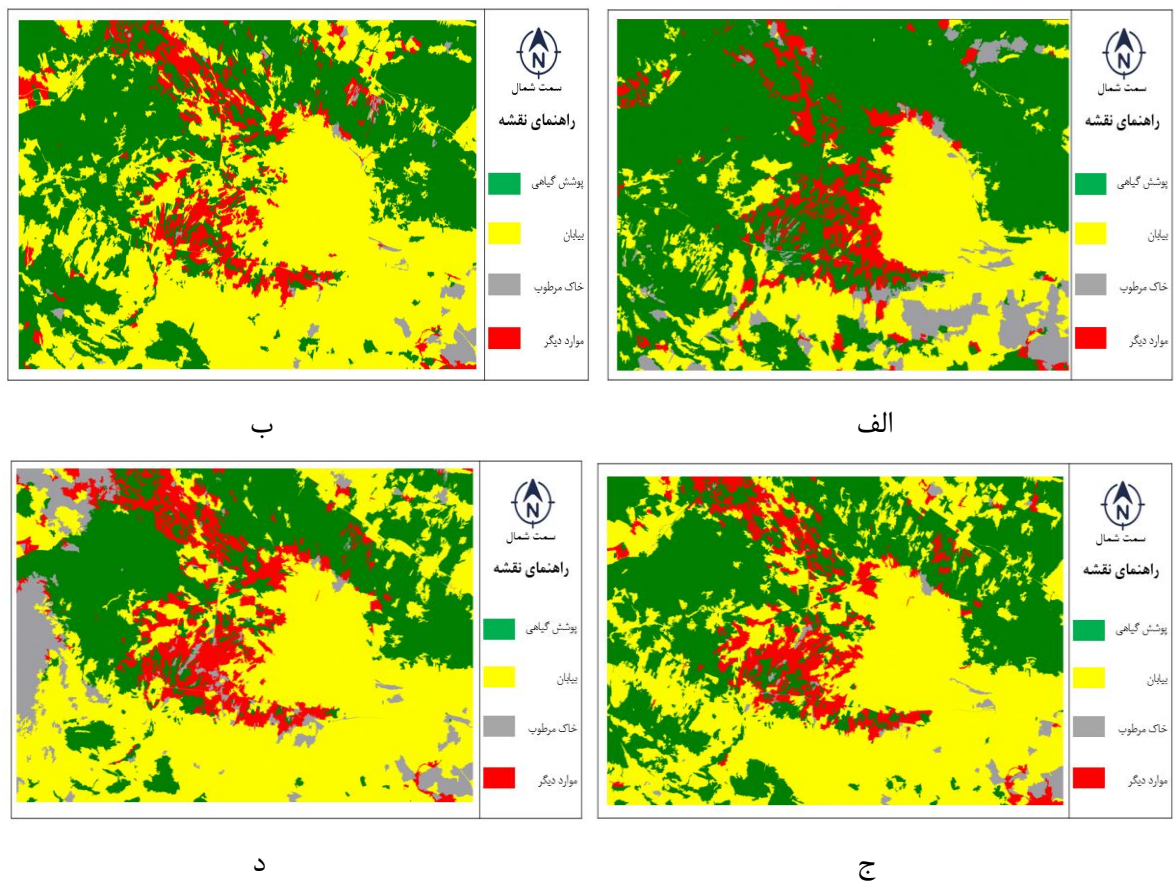 N
سمت شمال
راهنمای نقشه
پوشش گیاهی
بیابان
خاک مرطوب
موارد دیگر
الف
N
سمت شمال
راهنمای نقشه
پوشش گیاهی
بیابان
خاک مرطوب
موارد دیگر
ب
N
سمت شمال
راهنمای نقشه
پوشش گیاهی
بیابان
خاک مرطوب
موارد دیگر
ج
N
سمت شمال
راهنمای نقشه
پوشش گیاهی
بیابان
خاک مرطوب
موارد دیگر
د